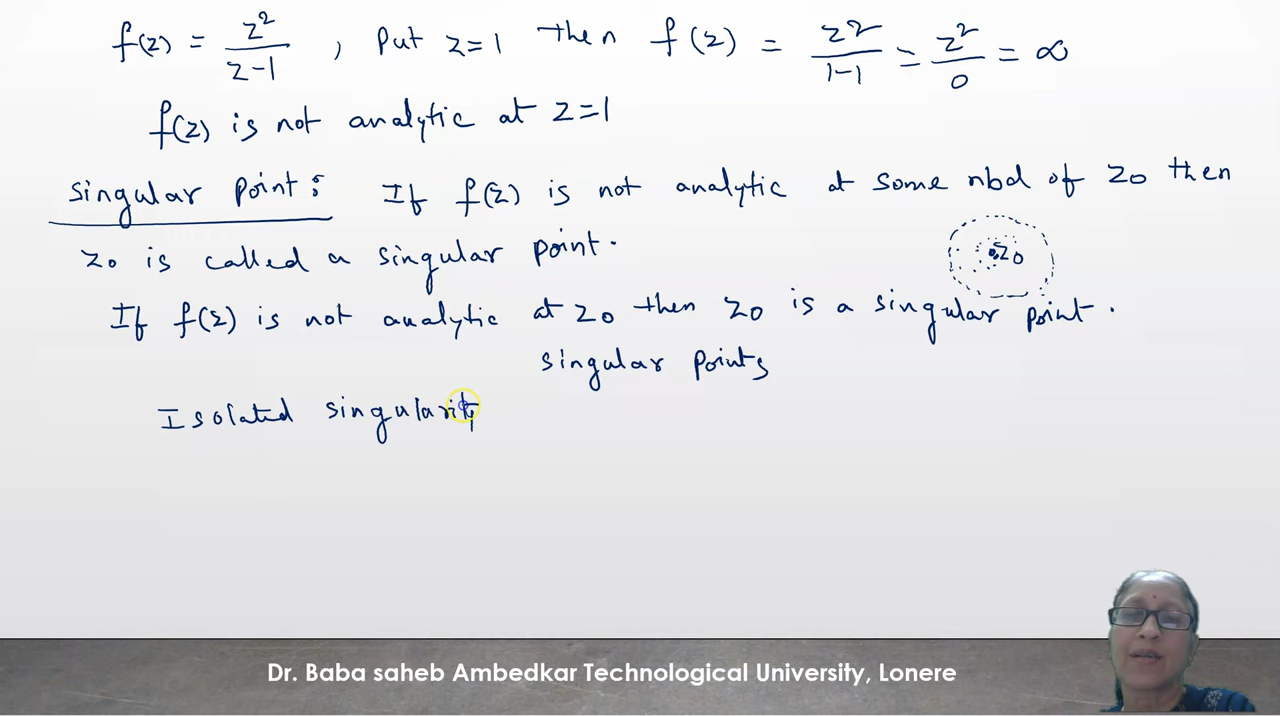 f(z) = z²/z-1 , put z=1 then f(z) = z²/1-1 = z²/0 = ∞
f(z) is not analytic at z=1
singular point: If f(z) is not analytic at some nbd of z0 then
z0 is called a singular point.
z0
If f(z) is not analytic at z0 then z0 is a singular point.
singular points
Isolated singularity
Dr. Baba saheb Ambedkar Technological University, Lonere